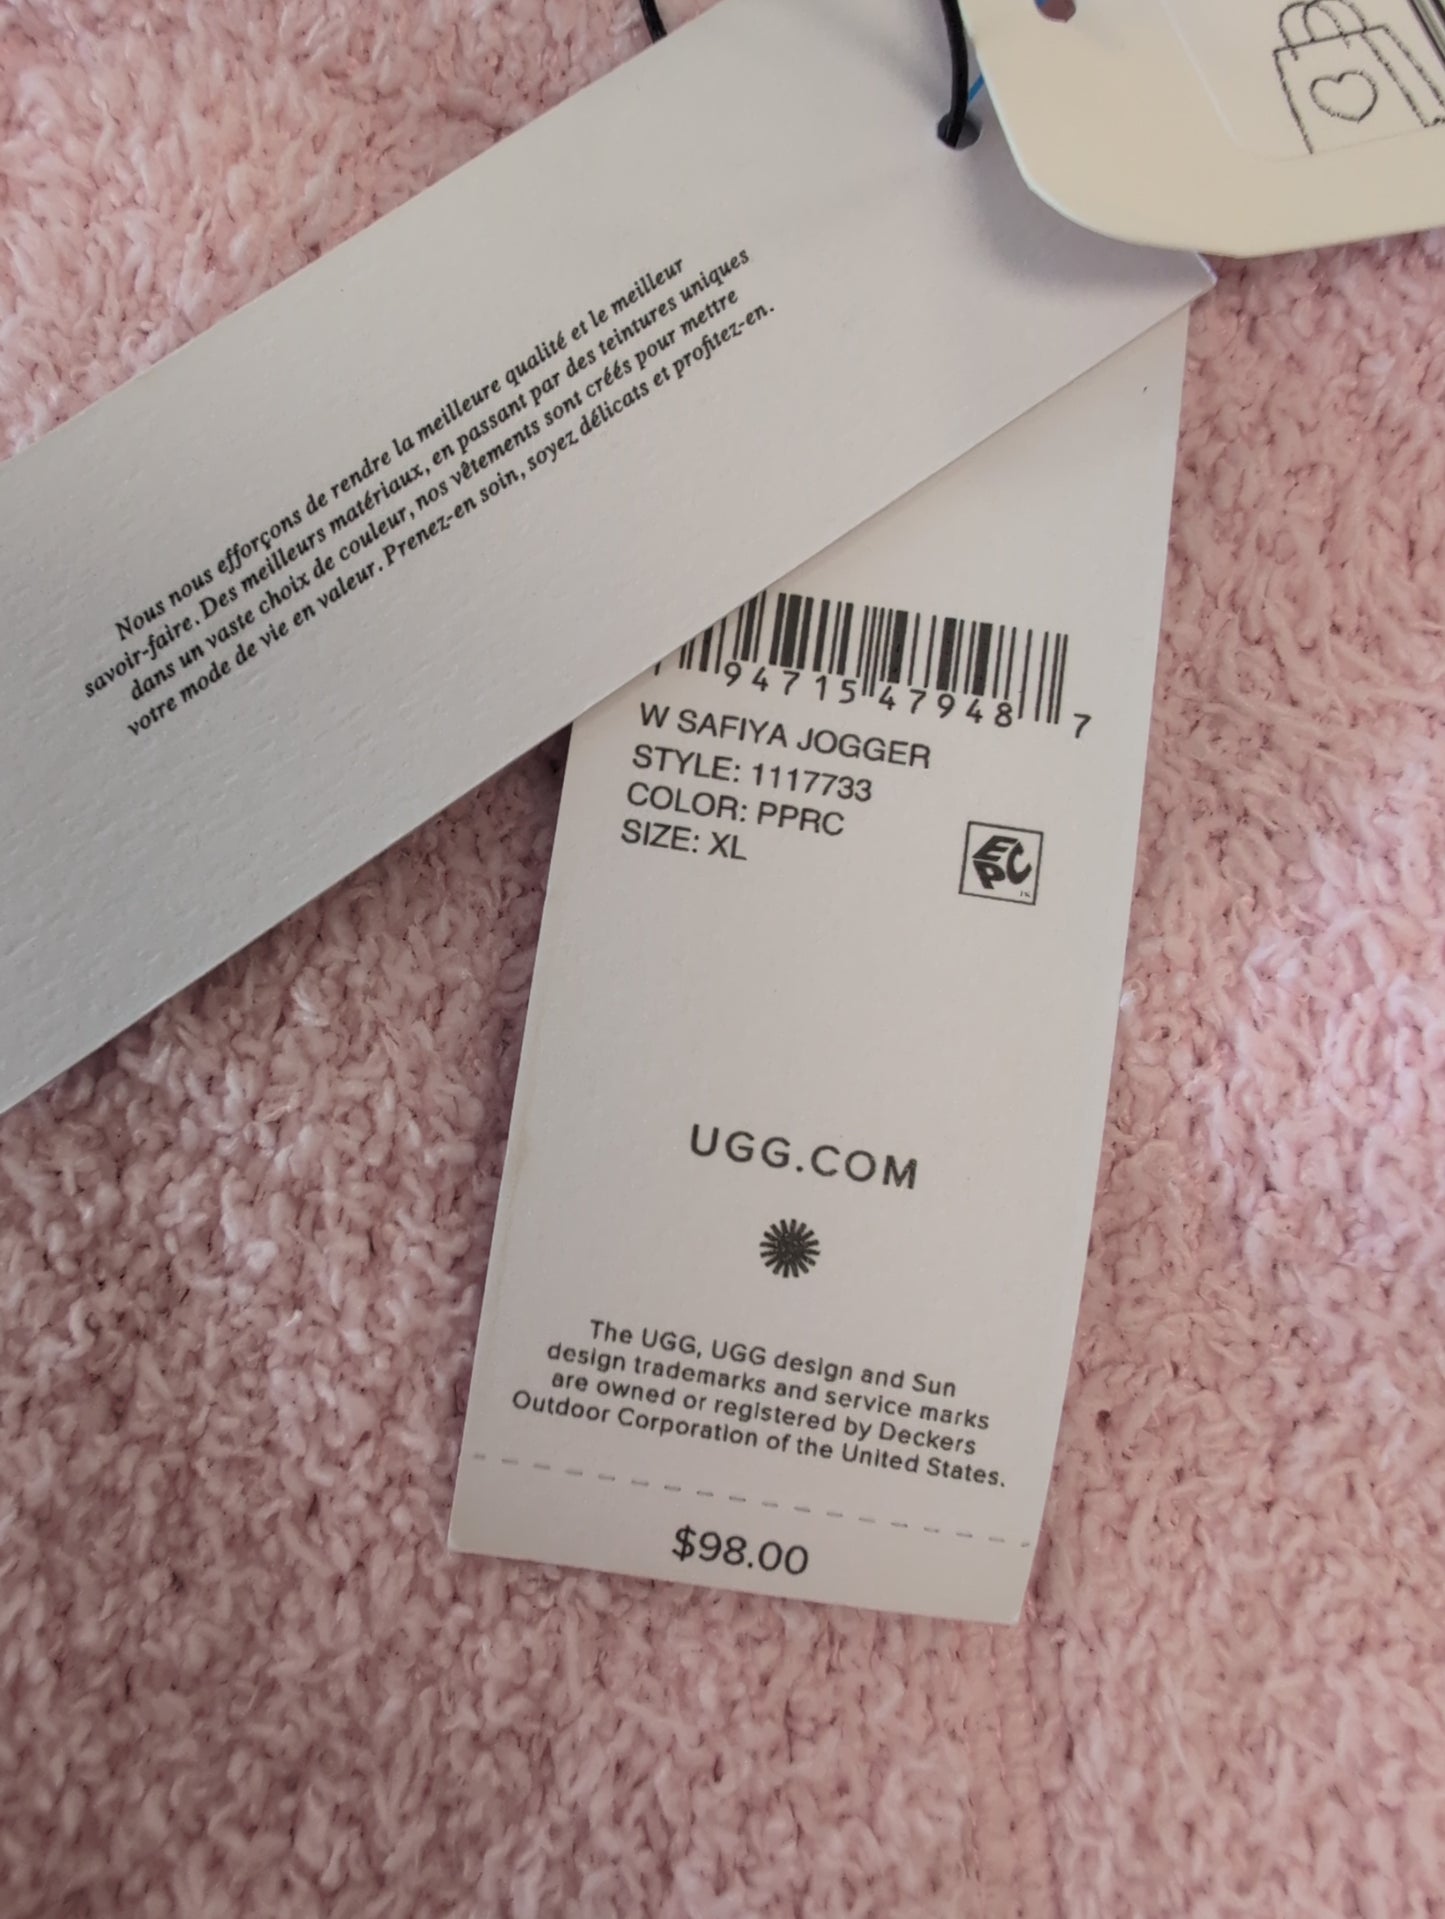 Nous nous efforçons de rendre la meilleure qualité et le meilleur
savoir-faire. Des meilleurs matériaux, en passant par des teintures uniques
dans un vaste choix de couleur, nos vêtements sont créés pour mettre
votre mode de vie en valeur. Prenez-en soin, soyez délicats et profitez-en.
94715 47948 7
W SAFIYA JOGGER
STYLE: 1117733
COLOR: PPRC
SIZE: XL
EPC
UGG.COM
The UGG, UGG design and Sun
design trademarks and service marks
are owned or registered by Deckers
Outdoor Corporation of the United States.
$98.00